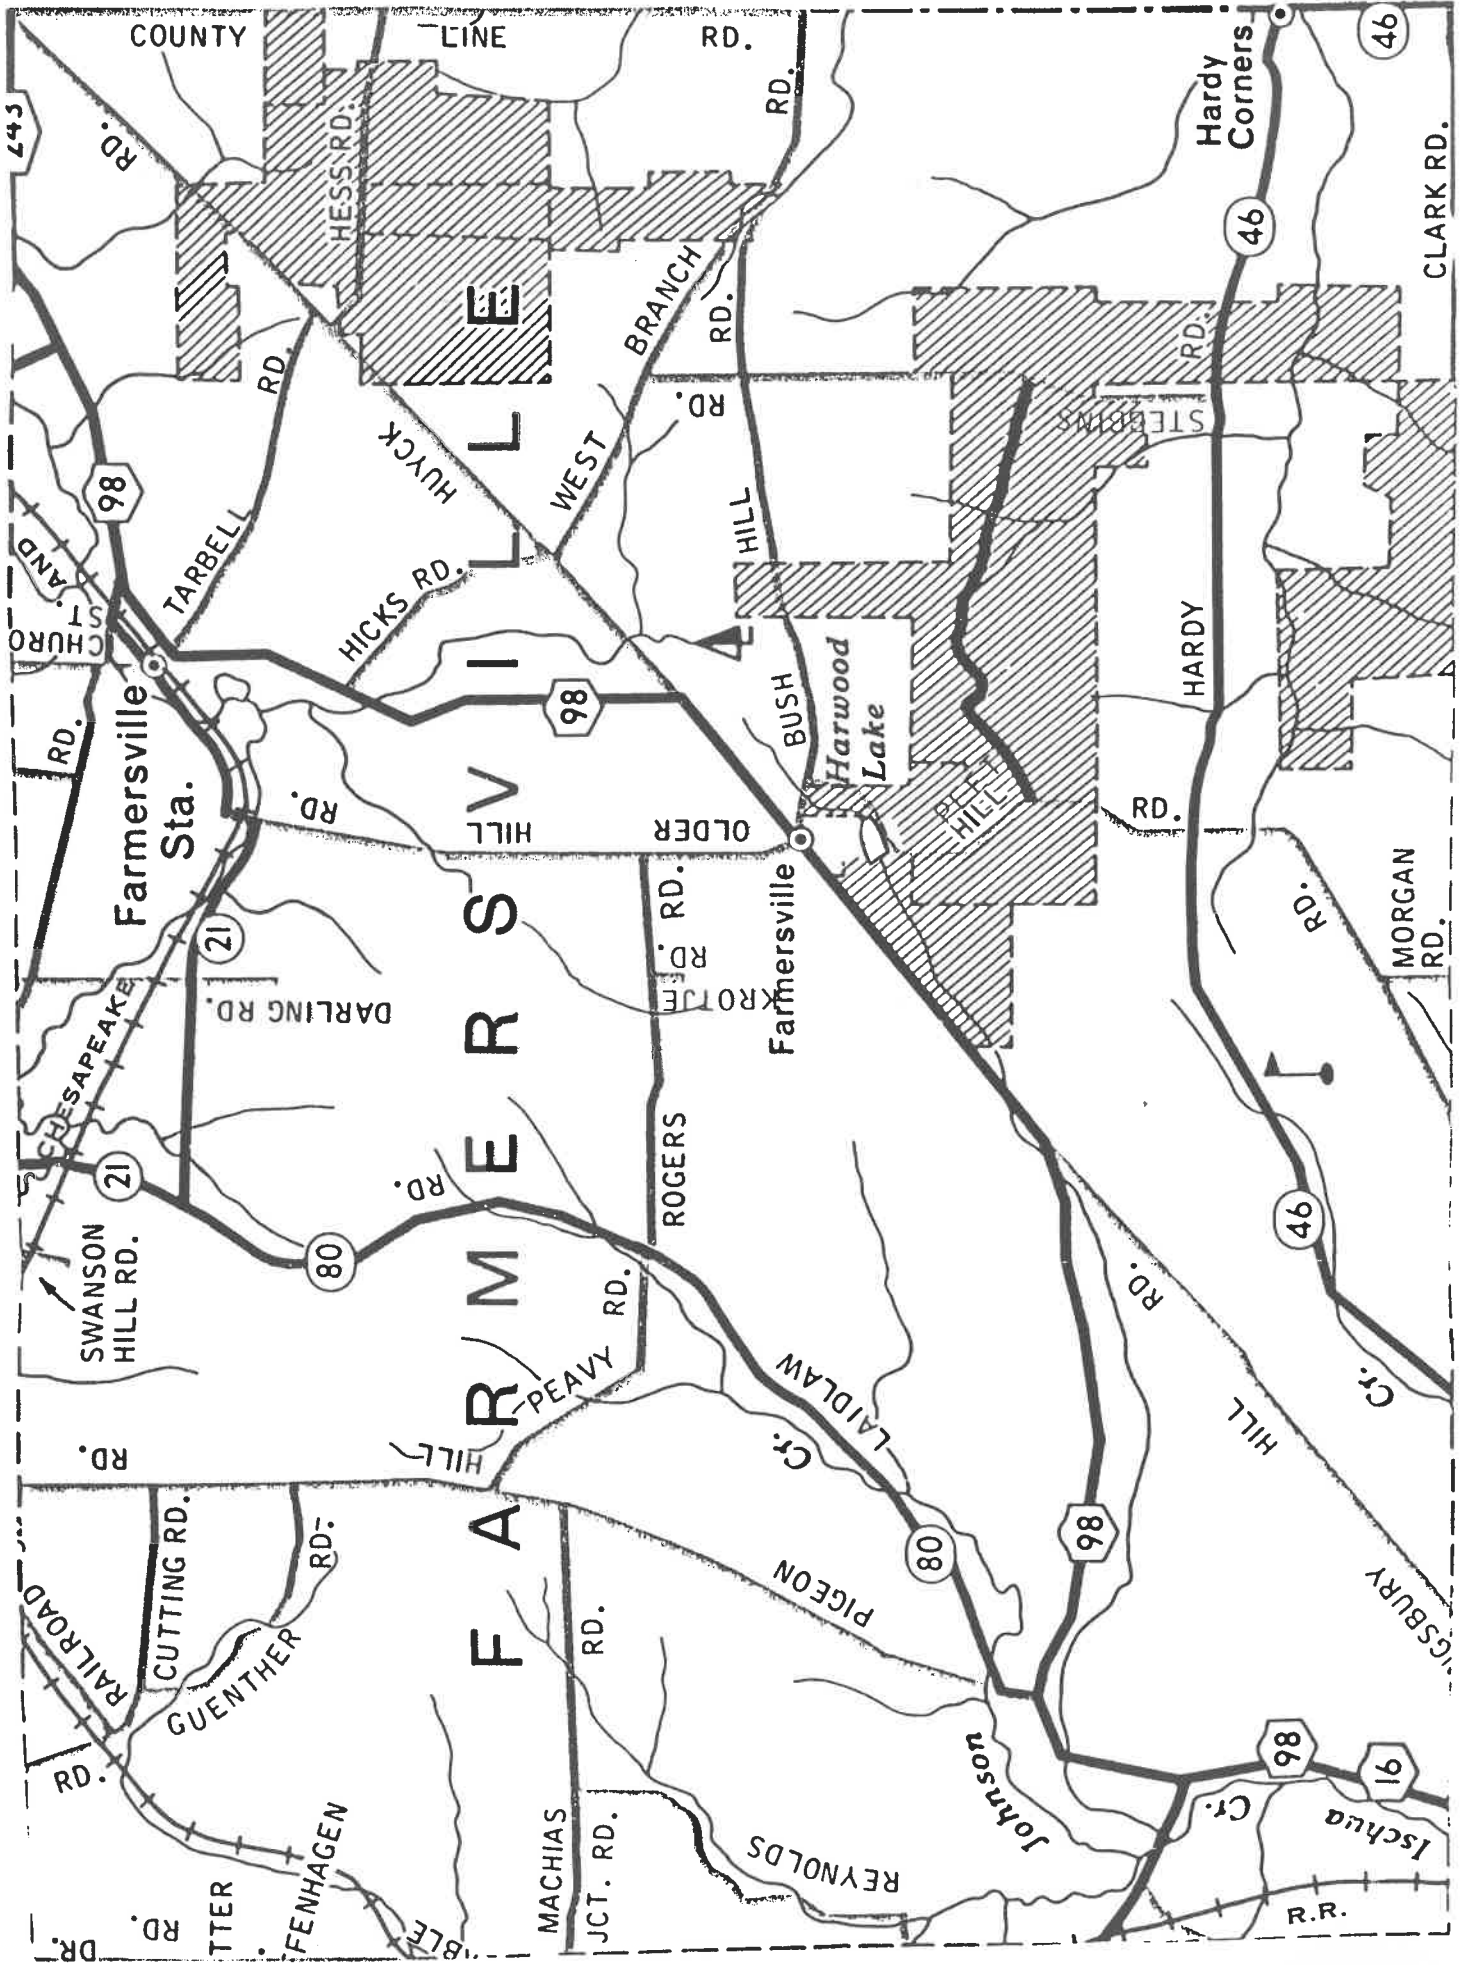 COUNTY
LINE
RD.
243
RD.
HESS RD.
RD.
Hardy
Corners
46
CLARK RD.
46
98
AND
ST.
TARBELL
RD.
HUYCK
HICKS RD.
WEST
BRANCH
RD.
RD.
HILL
BUSH
STEBBINS
RD.
HARDY
RD.
Farmersville
Sta.
98
Harwood
Lake
HILL
RD.
RD.
HILL
OLDER
Farmersville
RD.
MORGAN
RD.
21
CHESAPEAKE
DARLING RD.
KROTJE
RD.
RD.
ROGERS
21
80
RD.
SWANSON
HILL RD.
FARMERSVILLE
RD.
PEAVY
HILL
RD.
LAIDLAW
Cr.
46
Cr.
RD.
HILL
98
80
PIGEON
RAILROAD
CUTTING RD.
GUENTHER
RD.
RD.
MACHIAS
RD.
JCT. RD.
REYNOLDS
Johnson
Cr.
98
16
Ischua
R.R.
RD.
DR.